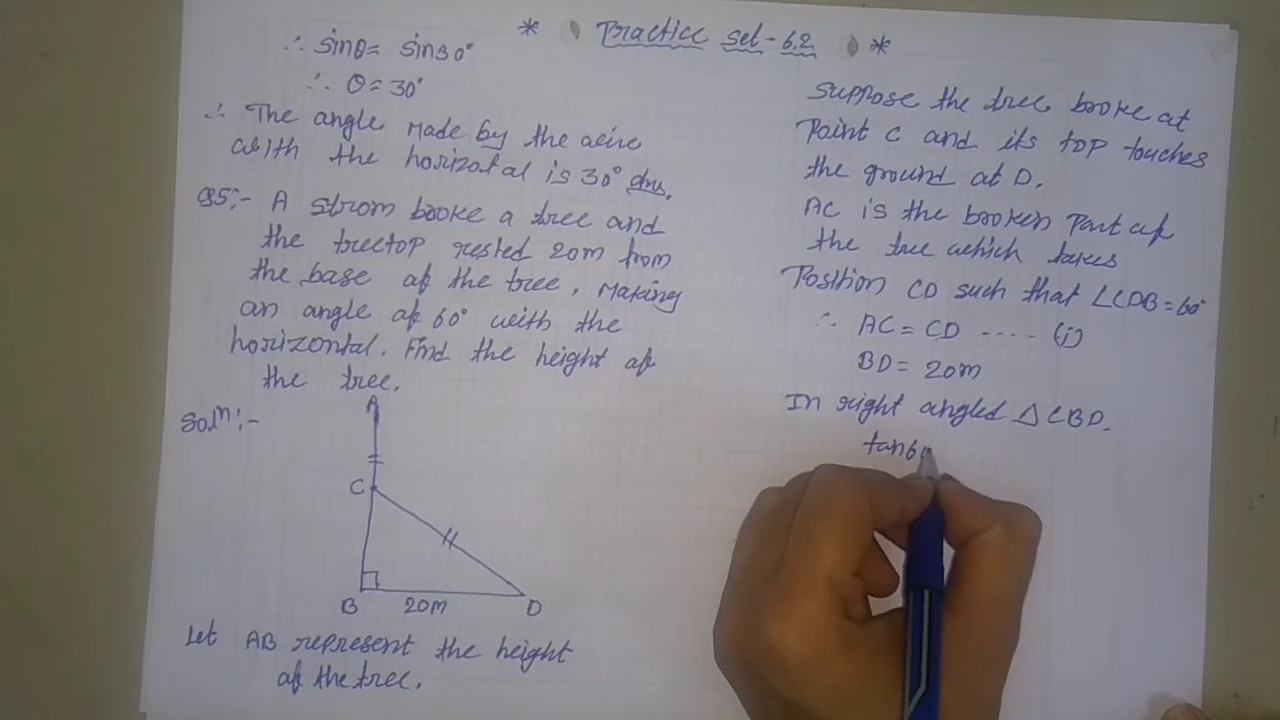 * Practice set - 6.2 *
∴ sinθ = sin30°
∴ θ = 30°
∴ The angle made by the wire
with the horizotal is 30° Ans.
Q5:- A strom broke a tree and
the treetop rested 20m from
the base of the tree, making
an angle of 60° with the
horizontal. Find the height of
the tree.
Solⁿ:-
A
C
B
20m
D
Let AB represent the height
of the tree.
Suppose the tree broke at
Point C and its top touches
the ground at D.
AC is the broken part of
the tree which takes
Position CD such that ∠CDB = 60°
∴ AC = CD ..... (i)
BD = 20m
In right angled △CBD.
tan6